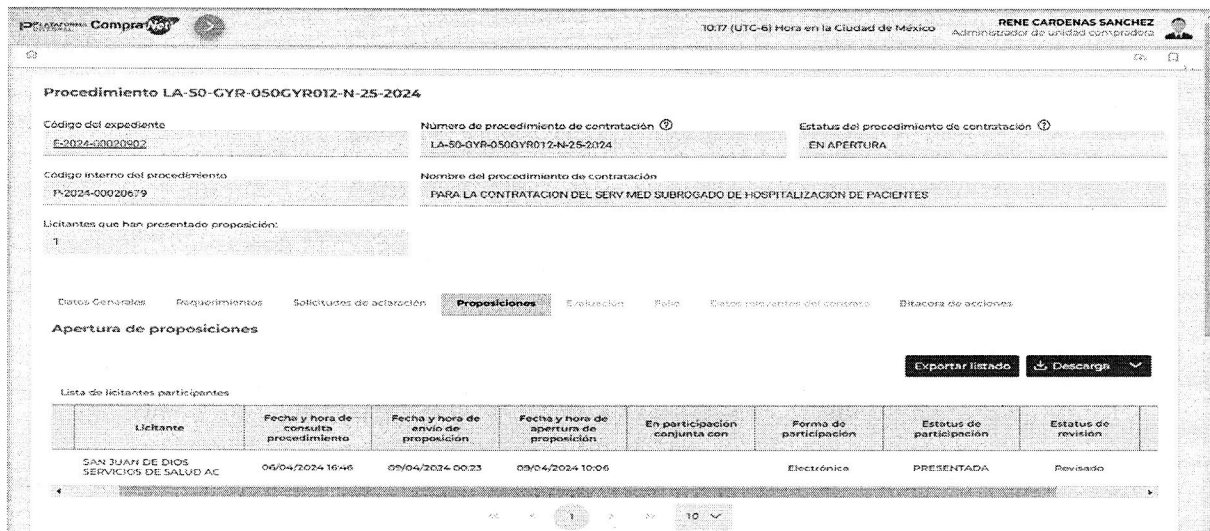 PLATAFORMA NACIONAL CompraNet
10:17 (UTC-6) Hora en la Ciudad de México
RENE CARDENAS SANCHEZ
Administrador de unidad compradora
Procedimiento LA-50-GYR-050GYR012-N-25-2024
Código del expediente
E-2024-00020902
Número de procedimiento de contratación
LA-50-GYR-050GYR012-N-25-2024
Estatus del procedimiento de contratación
EN APERTURA
Código interno del procedimiento
P-2024-00020679
Nombre del procedimiento de contratación
PARA LA CONTRATACION DEL SERV MED SUBROGADO DE HOSPITALIZACION DE PACIENTES
Licitantes que han presentado proposición:
1
Datos Generales Requerimientos Solicitudes de aclaración Proposiciones Evaluación Fallo Datos relevantes del contrato Bitácora de acciones
Apertura de proposiciones
Exportar listado Descarga
Lista de licitantes participantes
Licitante
Fecha y hora de consulta procedimiento
Fecha y hora de envío de proposición
Fecha y hora de apertura de proposición
En participación conjunta con
Forma de participación
Estatus de participación
Estatus de revisión
SAN JUAN DE DIOS SERVICIOS DE SALUD AC
06/04/2024 16:46
09/04/2024 00:23
09/04/2024 10:06
Electrónica
PRESENTADA
Revisado
1
10